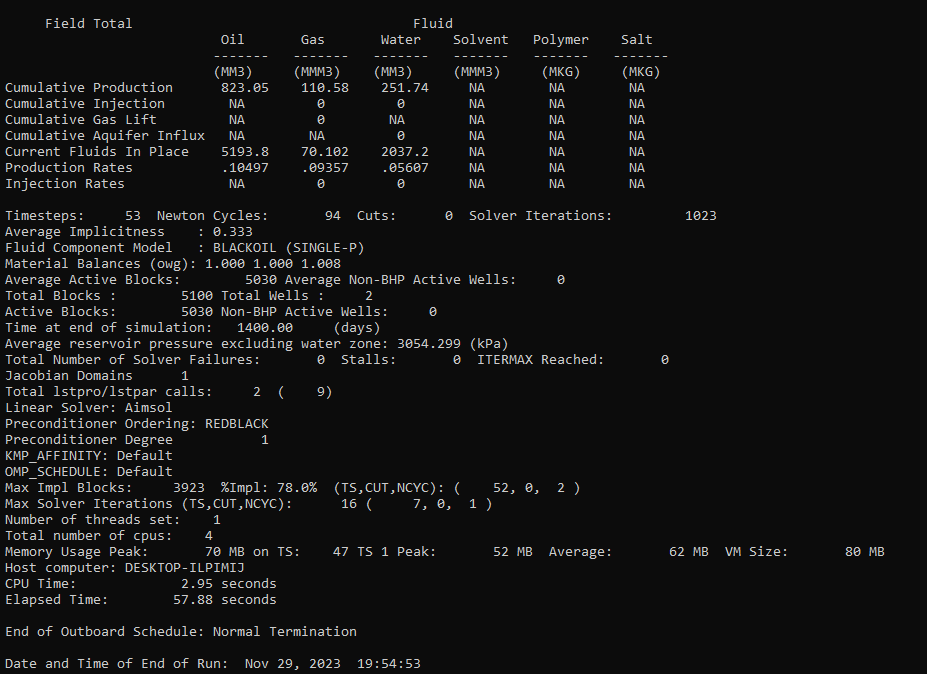 Field Total Fluid
Oil Gas Water Solvent Polymer Salt
------- ------- ------- ------- ------- -------
(MM3) (MMM3) (MM3) (MMM3) (MKG) (MKG)
Cumulative Production 823.05 110.58 251.74 NA NA NA
Cumulative Injection NA 0 0 NA NA NA
Cumulative Gas Lift NA 0 NA NA NA NA
Cumulative Aquifer Influx NA NA 0 NA NA NA
Current Fluids In Place 5193.8 70.102 2037.2 NA NA NA
Production Rates .10497 .09357 .05607 NA NA NA
Injection Rates NA 0 0 NA NA NA
Timesteps: 53 Newton Cycles: 94 Cuts: 0 Solver Iterations: 1023
Average Implicitness : 0.333
Fluid Component Model : BLACKOIL (SINGLE-P)
Material Balances (owg): 1.000 1.000 1.008
Average Active Blocks: 5030 Average Non-BHP Active Wells: 0
Total Blocks : 5100 Total Wells : 2
Active Blocks: 5030 Non-BHP Active Wells: 0
Time at end of simulation: 1400.00 (days)
Average reservoir pressure excluding water zone: 3054.299 (kPa)
Total Number of Solver Failures: 0 Stalls: 0 ITERMAX Reached: 0
Jacobian Domains 1
Total lstpro/lstpar calls: 2 ( 9)
Linear Solver: Aimsol
Preconditioner Ordering: REDBLACK
Preconditioner Degree 1
KMP_AFFINITY: Default
OMP_SCHEDULE: Default
Max Impl Blocks: 3923 %Impl: 78.0% (TS,CUT,NCYC): ( 52, 0, 2 )
Max Solver Iterations (TS,CUT,NCYC): 16 ( 7, 0, 1 )
Number of threads set: 1
Total number of cpus: 4
Memory Usage Peak: 70 MB on TS: 47 TS 1 Peak: 52 MB Average: 62 MB VM Size: 80 MB
Host computer: DESKTOP-ILPIMIJ
CPU Time: 2.95 seconds
Elapsed Time: 57.88 seconds
End of Outboard Schedule: Normal Termination
Date and Time of End of Run: Nov 29, 2023 19:54:53